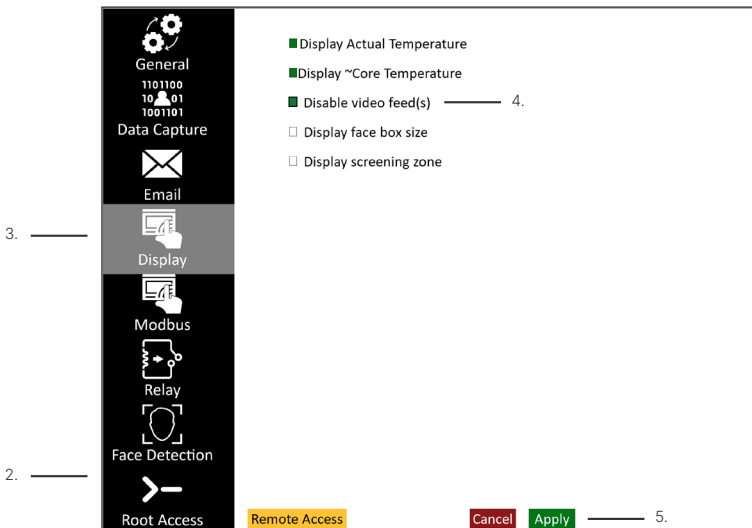 General
1101100
10 01
1001101
Data Capture
Email
3.
Display
Modbus
Relay
Face Detection
2.
Root Access
Display Actual Temperature
Display ~Core Temperature
Disable video feed(s) 4.
Display face box size
Display screening zone
Remote Access
Cancel
Apply
5.